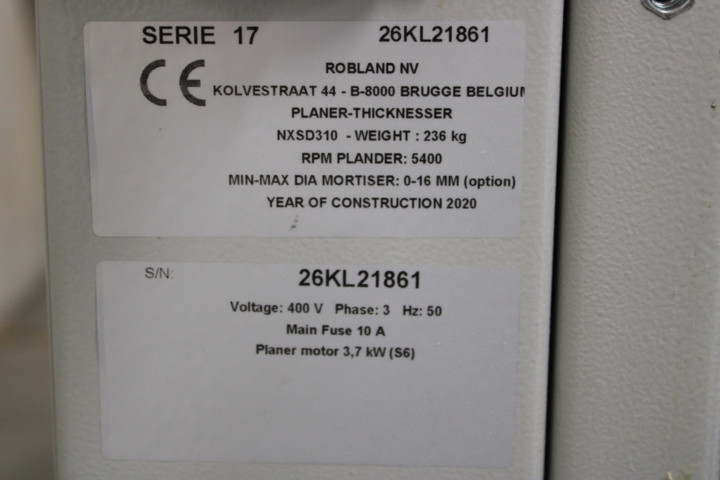 SERIE 17 26KL21861
CE
ROBLAND NV
KOLVESTRAAT 44 - B-8000 BRUGGE BELGIUM
PLANER-THICKNESSER
NXSD310 - WEIGHT : 236 kg
RPM PLANDER: 5400
MIN-MAX DIA MORTISER: 0-16 MM (option)
YEAR OF CONSTRUCTION 2020
S/N: 26KL21861
Voltage: 400 V Phase: 3 Hz: 50
Main Fuse 10 A
Planer motor 3,7 kW (S6)